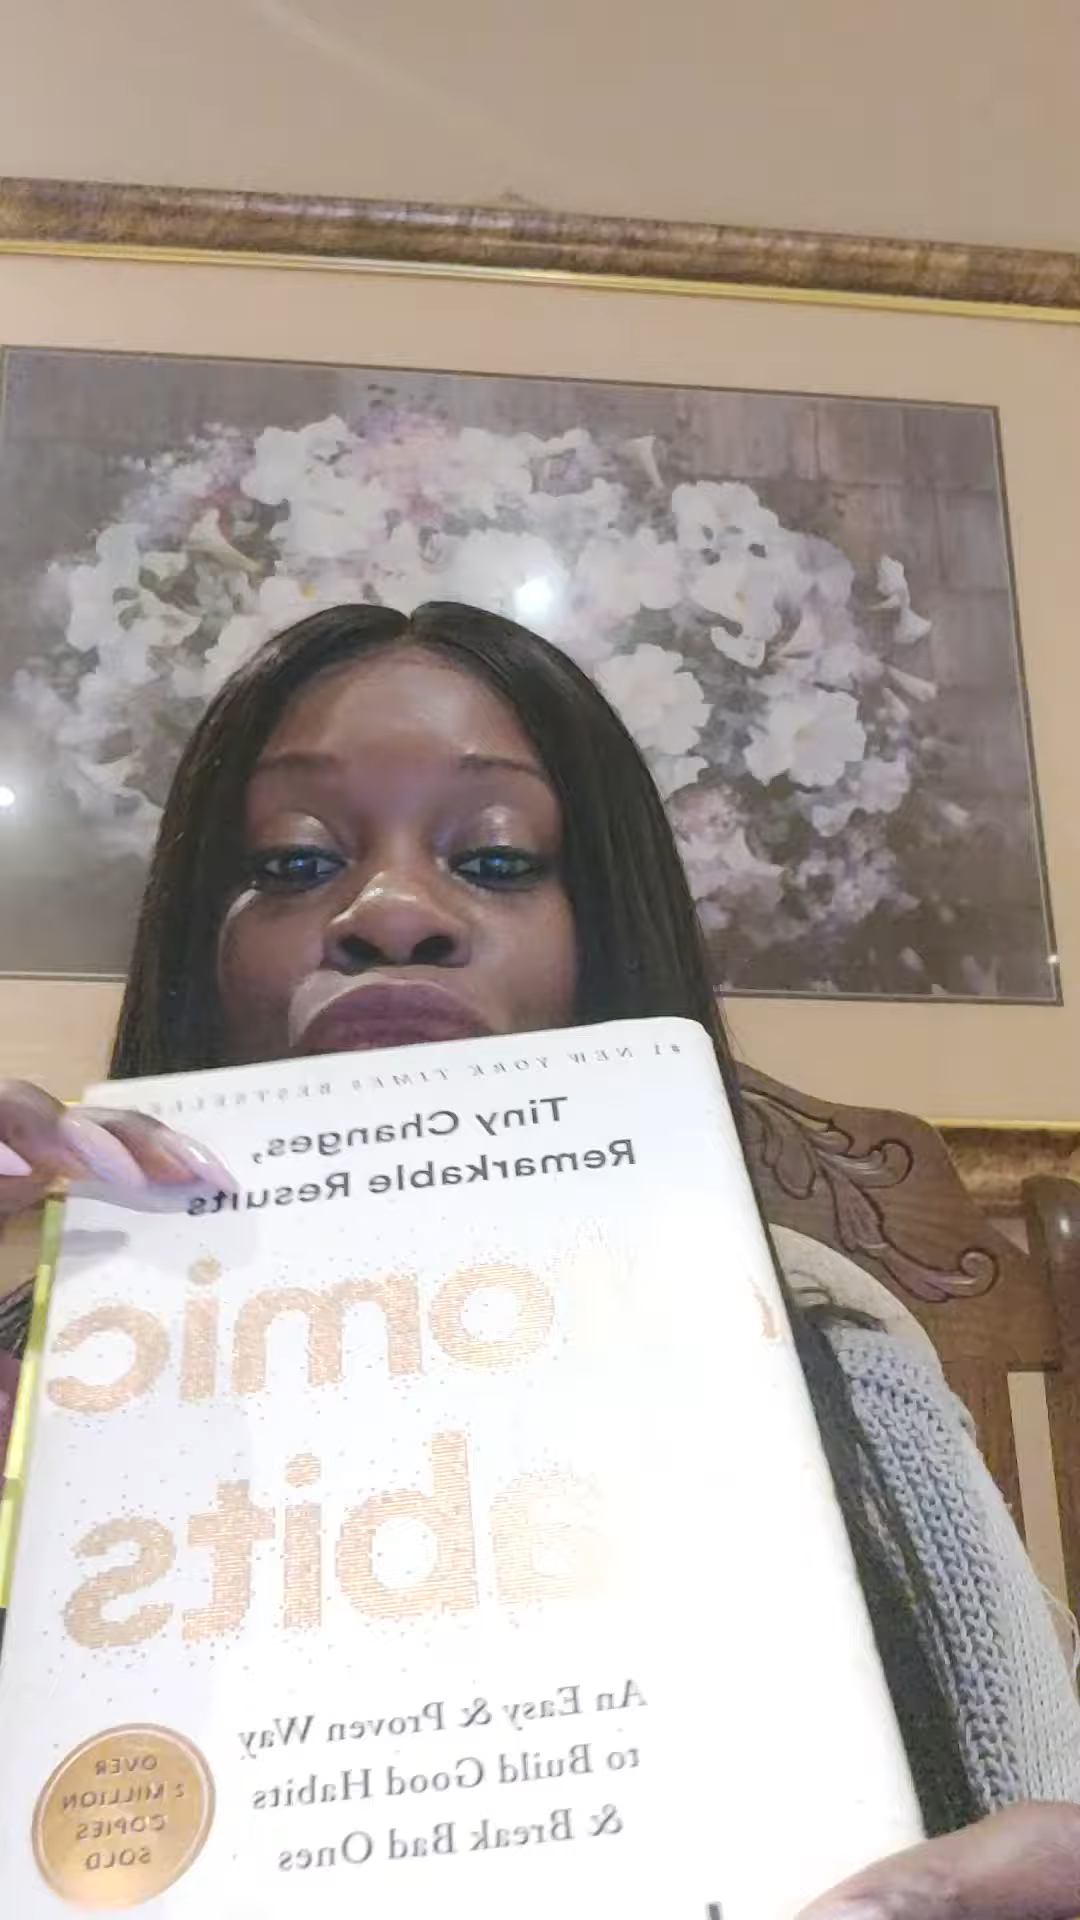 #1 NEW YORK TIMES BESTSELLER
Tiny Changes,
Remarkable Results
omic
abits
An Easy & Proven Way
to Build Good Habits
& Break Bad Ones
OVER
2 MILLION
COPIES
SOLD